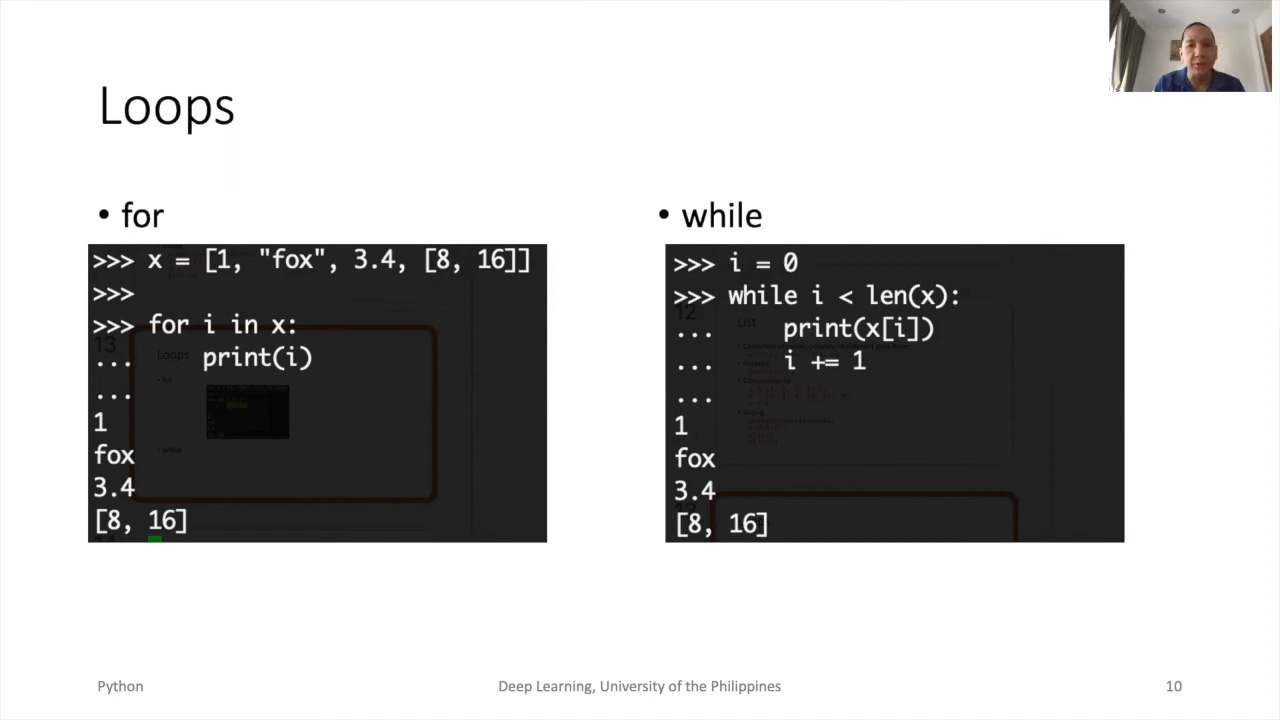 Loops
• for
>>> x = [1, "fox", 3.4, [8, 16]]
>>>
>>> for i in x:
...     print(i)
...
1
fox
3.4
[8, 16]
• while
>>> i = 0
>>> while i < len(x):
...     print(x[i])
...     i += 1
...
1
fox
3.4
[8, 16]
Python
Deep Learning, University of the Philippines
10